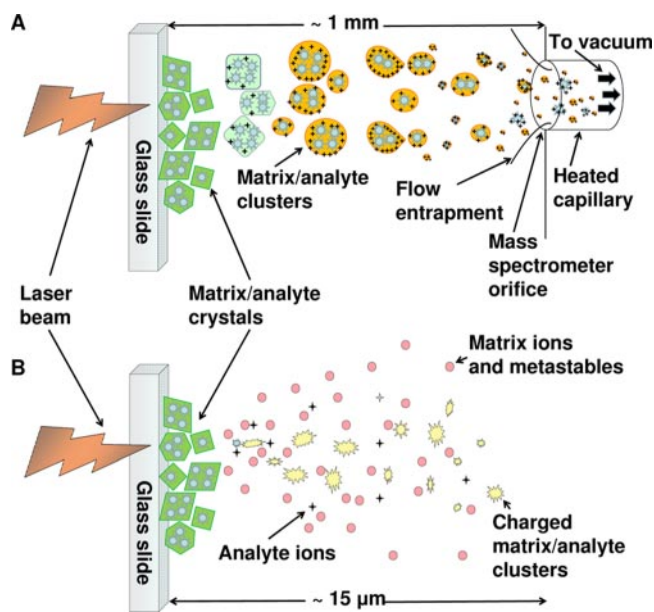 A
~ 1 mm
To vacuum
Glass slide
Matrix/analyte
clusters
Flow
entrapment
Heated
capillary
Mass
spectrometer
orifice
Laser
beam
Matrix/analyte
crystals
B
Matrix ions
and metastables
Glass slide
Analyte ions
Charged
matrix/analyte
clusters
~ 15 µm